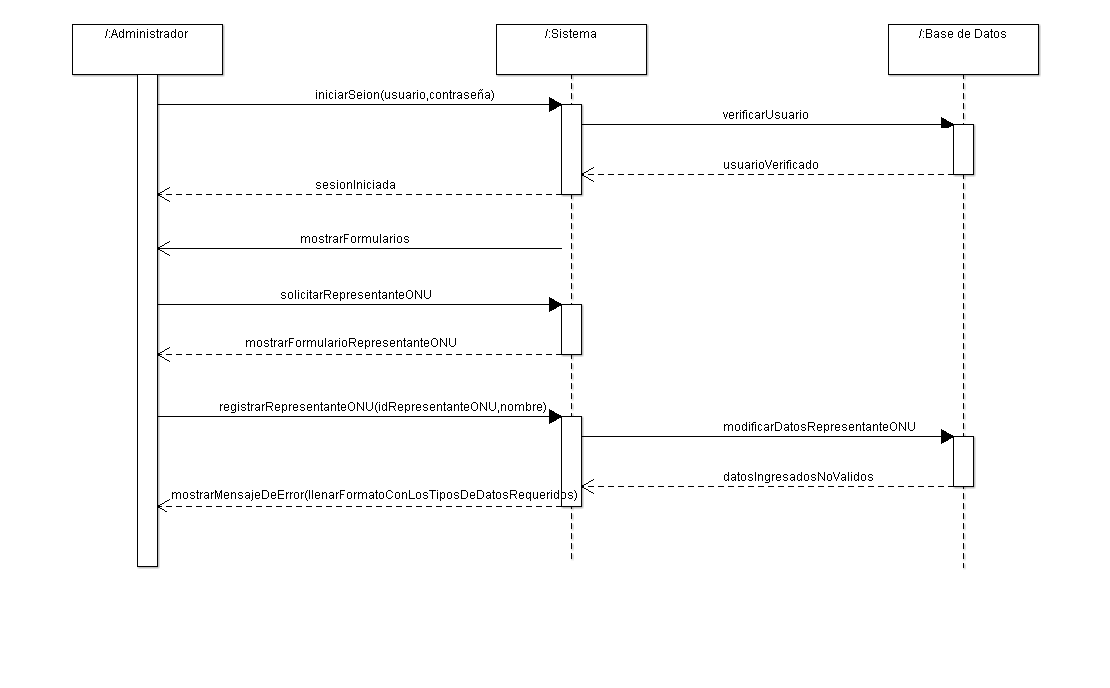 /:Administrador
/:Sistema
/:Base de Datos
iniciarSeion(usuario,contraseña)
verificarUsuario
usuarioVerificado
sesionIniciada
mostrarFormularios
solicitarRepresentanteONU
mostrarFormularioRepresentanteONU
registrarRepresentanteONU(idRepresentanteONU,nombre)
modificarDatosRepresentanteONU
datosIngresadosNoValidos
mostrarMensajeDeError(llenarFormatoConLosTiposDeDatosRequeridos)